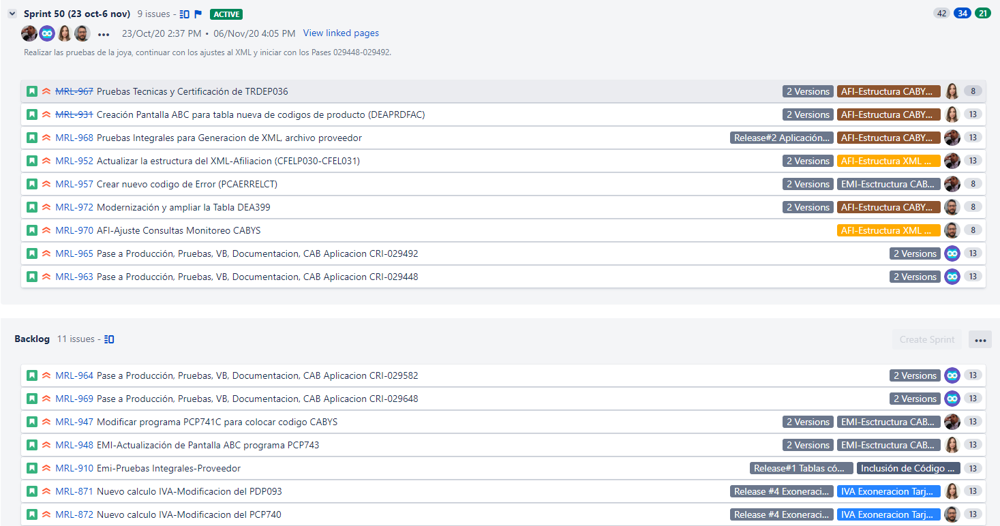 Sprint 50 (23 oct-6 nov) 9 issues - ACTIVE 42 34 21
23/Oct/20 2:37 PM • 06/Nov/20 4:05 PM View linked pages
Realizar las pruebas de la joya, continuar con los ajustes al XML y iniciar con los Pases 029448-029492.
MRL-967 Pruebas Tecnicas y Certificación de TRDEP036 2 Versions AFI-Estructura CABY... 8
MRL-931 Creación Pantalla ABC para tabla nueva de codigos de producto (DEAPRDFAC) 2 Versions AFI-Estructura CABY... 13
MRL-968 Pruebas Integrales para Generacion de XML, archivo proveedor Release#2 Aplicación... AFI-Estructura CABY... 13
MRL-952 Actualizar la estructura del XML-Afiliacion (CFELP030-CFEL031) 2 Versions AFI-Estructura XML ... 13
MRL-957 Crear nuevo codigo de Error (PCAERRELCT) 2 Versions EMI-Esctructura CAB... 8
MRL-972 Modernización y ampliar la Tabla DEA399 2 Versions AFI-Estructura CABY... 8
MRL-970 AFI-Ajuste Consultas Monitoreo CABYS AFI-Estructura XML ... 8
MRL-965 Pase a Producción, Pruebas, VB, Documentacion, CAB Aplicacion CRI-029492 2 Versions 13
MRL-963 Pase a Producción, Pruebas, VB, Documentacion, CAB Aplicacion CRI-029448 2 Versions 13
Backlog 11 issues - Create Sprint
MRL-964 Pase a Producción, Pruebas, VB, Documentacion, CAB Aplicacion CRI-029582 2 Versions 13
MRL-969 Pase a Producción, Pruebas, VB, Documentacion, CAB Aplicacion CRI-029648 2 Versions 13
MRL-947 Modificar programa PCP741C para colocar codigo CABYS 2 Versions EMI-Esctructura CAB... 13
MRL-948 EMI-Actualización de Pantalla ABC programa PCP743 2 Versions EMI-Esctructura CAB... 13
MRL-910 Emi-Pruebas Integrales-Proveedor Release#1 Tablas có... Inclusión de Código ... 13
MRL-871 Nuevo calculo IVA-Modificacion del PDP093 Release #4 Exoneraci... IVA Exoneracion Tarj... 13
MRL-872 Nuevo calculo IVA-Modificacion del PCP740 Release #4 Exoneraci... IVA Exoneracion Tarj... 13